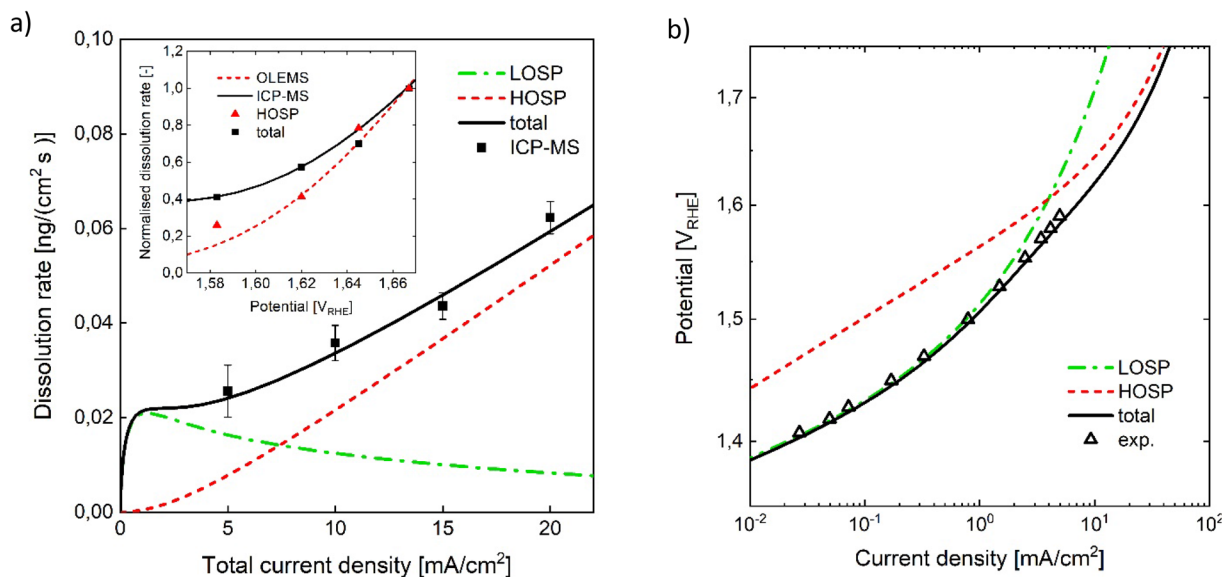 a)
Dissolution rate [ng/(cm² s)]
0,10
0,08
0,06
0,04
0,02
0,00
0
5
10
15
20
Total current density [mA/cm²]
LOSP
HOSP
total
ICP-MS
Normalised dissolution rate [-]
1,2
1,0
0,8
0,6
0,4
0,2
0,0
1,58
1,60
1,62
1,64
1,66
Potential [V_RHE]
OLEMS
ICP-MS
HOSP
total
b)
Potential [V_RHE]
1,7
1,6
1,5
1,4
10⁻²
10⁻¹
10⁰
10¹
10²
Current density [mA/cm²]
LOSP
HOSP
total
exp.